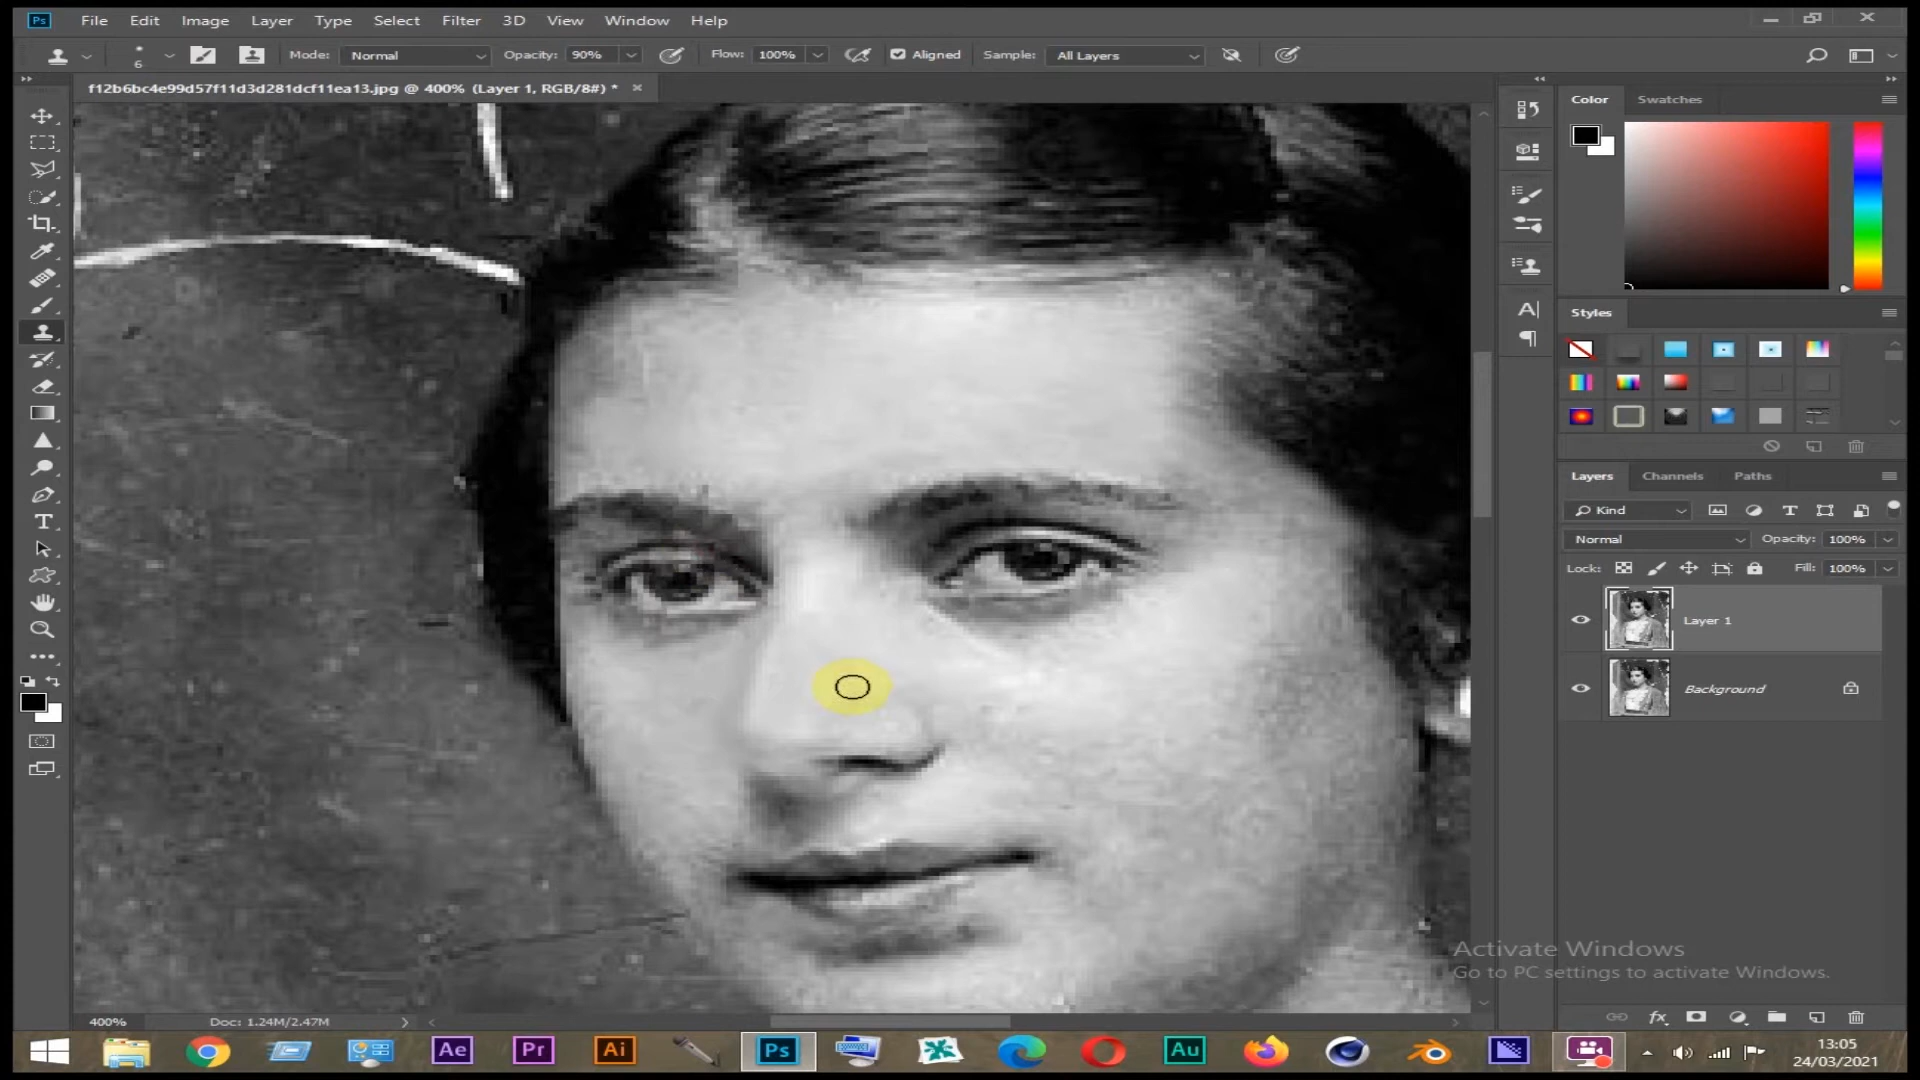 Ps File Edit Image Layer Type Select Filter 3D View Window Help
6 Mode: Normal Opacity: 90% Flow: 100% Aligned Sample: All Layers
f12b6bc4e99d57f11d3d281dcf11ea13.jpg @ 400% (Layer 1, RGB/8#) *
Color Swatches
Styles
Layers Channels Paths
Kind
Normal Opacity: 100%
Lock: Fill: 100%
Layer 1
Background
Activate Windows
Go to PC settings to activate Windows.
400% Doc: 1.24M/2.47M
Ae Pr Ai Ps Au
13:05
24/03/2021